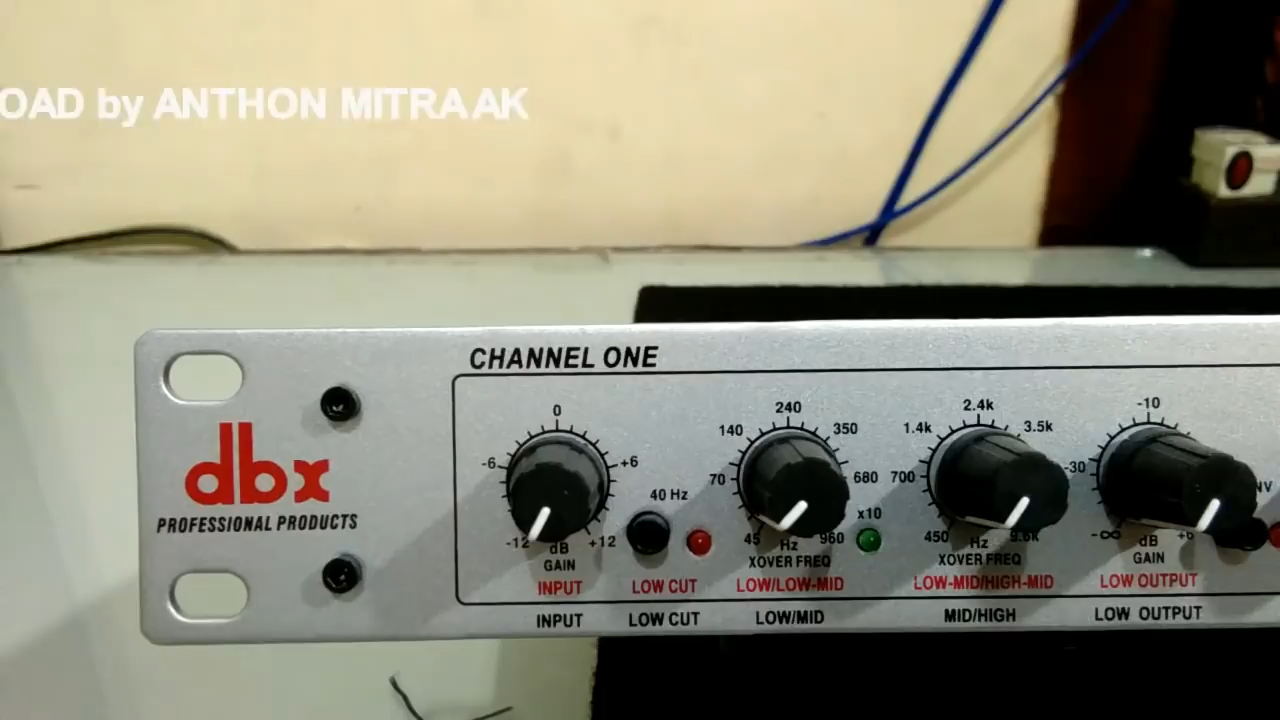 OAD by ANTHON MITRAAK
CHANNEL ONE
dbx
PROFESSIONAL PRODUCTS
0
-6
+6
-12
+12
dB
GAIN
INPUT
INPUT
40 Hz
LOW CUT
LOW CUT
240
140
350
70
680
45
960
Hz
x10
XOVER FREQ
LOW/LOW-MID
LOW/MID
2.4k
1.4k
3.5k
700
450
9.6k
Hz
XOVER FREQ
LOW-MID/HIGH-MID
MID/HIGH
-10
-30
-∞
+6
dB
GAIN
LOW OUTPUT
LOW OUTPUT